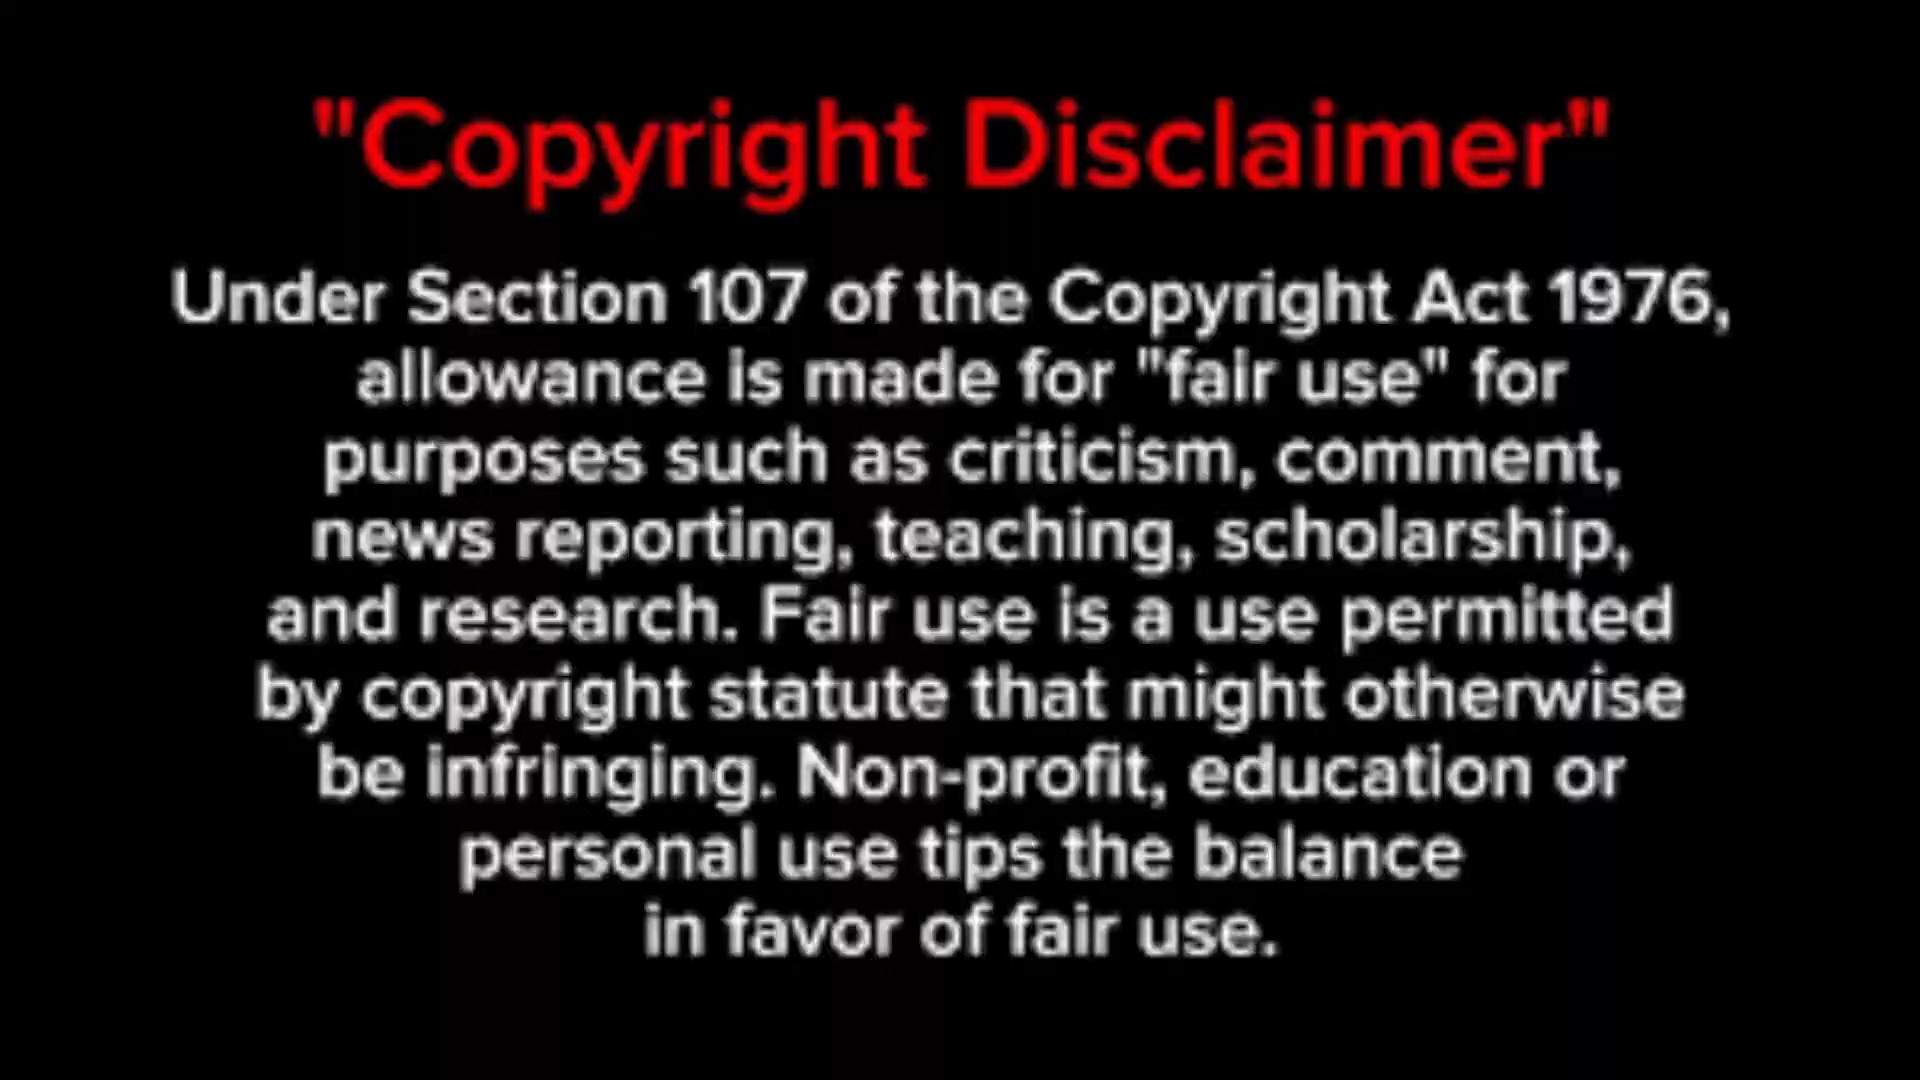 "Copyright Disclaimer"
Under Section 107 of the Copyright Act 1976,
allowance is made for "fair use" for
purposes such as criticism, comment,
news reporting, teaching, scholarship,
and research. Fair use is a use permitted
by copyright statute that might otherwise
be infringing. Non-profit, education or
personal use tips the balance
in favor of fair use.